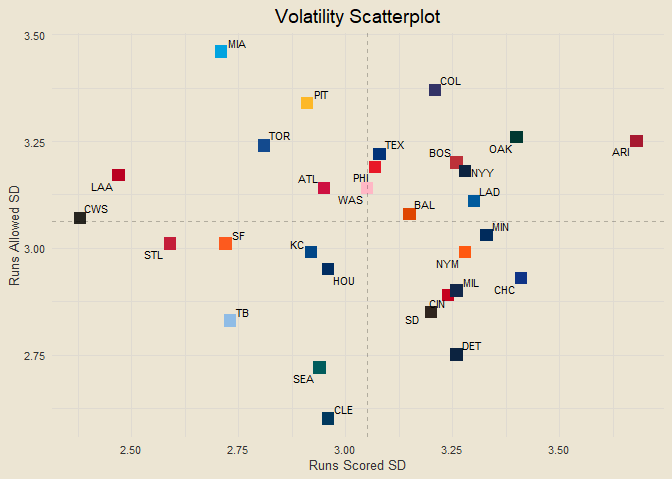 Volatility Scatterplot
3.50
MIA
COL
PIT
3.25
TOR
TEX
OAK
ARI
BOS
LAA
ATL
PHI
NYY
WAS
LAD
CWS
BAL
Runs Allowed SD
3.00
STL
SF
KC
HOU
MIN
NYM
CHC
MIL
CIN
TB
SD
2.75
SEA
DET
CLE
2.50
2.75
3.00
3.25
3.50
Runs Scored SD